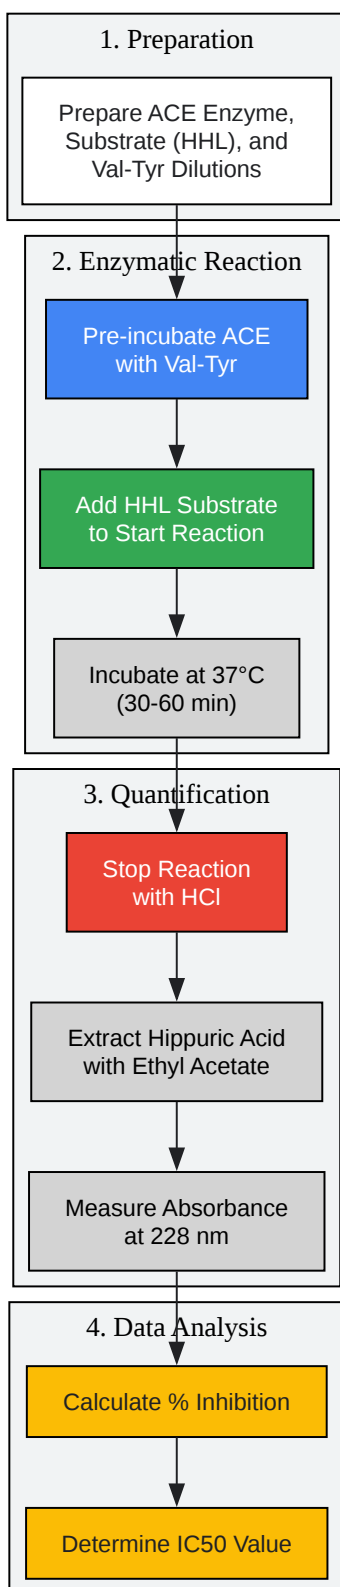 1. Preparation
Prepare ACE Enzyme,
Substrate (HHL), and
Val-Tyr Dilutions
2. Enzymatic Reaction
Pre-incubate ACE
with Val-Tyr
Add HHL Substrate
to Start Reaction
Incubate at 37°C
(30-60 min)
3. Quantification
Stop Reaction
with HCl
Extract Hippuric Acid
with Ethyl Acetate
Measure Absorbance
at 228 nm
4. Data Analysis
Calculate % Inhibition
Determine IC50 Value